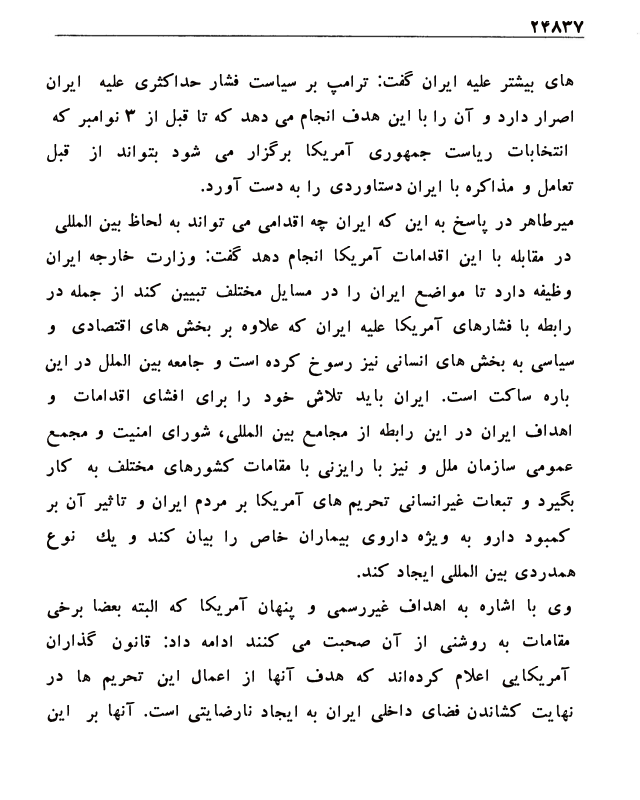 ۲۴۸۳۷
های بیشتر علیه ایران گفت: ترامپ بر سیاست فشار حداکثری علیه ایران
اصرار دارد و آن را با این هدف انجام می دهد که تا قبل از ۳ نوامبر که
انتخابات ریاست جمهوری آمریکا برگزار می شود بتواند از قبل
تعامل و مذاکره با ایران دستاوردی را به دست آورد.
میرطاهر در پاسخ به این که ایران چه اقدامی می تواند به لحاظ بین المللی
در مقابله با این اقدامات آمریکا انجام دهد گفت: وزارت خارجه ایران
وظیفه دارد تا مواضع ایران را در مسایل مختلف تبیین کند از جمله در
رابطه با فشارهای آمریکا علیه ایران که علاوه بر بخش های اقتصادی و
سیاسی به بخش های انسانی نیز رسوخ کرده است و جامعه بین الملل در این
باره ساکت است. ایران باید تلاش خود را برای افشای اقدامات و
اهداف ایران در این رابطه از مجامع بین المللی، شورای امنیت و مجمع
عمومی سازمان ملل و نیز با رایزنی با مقامات کشورهای مختلف به کار
بگیرد و تبعات غیرانسانی تحریم های آمریکا بر مردم ایران و تاثیر آن بر
کمبود دارو به ویژه داروی بیماران خاص را بیان کند و یك نوع
همدردی بین المللی ایجاد کند.
وی با اشاره به اهداف غیررسمی و پنهان آمریکا که البته بعضا برخی
مقامات به روشنی از آن صحبت می کنند ادامه داد: قانون گذاران
آمریکایی اعلام کرده‌اند که هدف آنها از اعمال این تحریم ها در
نهایت کشاندن فضای داخلی ایران به ایجاد نارضایتی است. آنها بر این